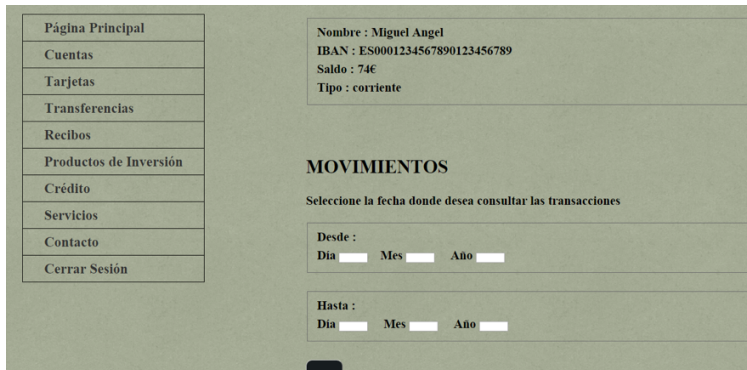 Página Principal
Cuentas
Tarjetas
Transferencias
Recibos
Productos de Inversión
Crédito
Servicios
Contacto
Cerrar Sesión
Nombre : Miguel Angel
IBAN : ES0001234567890123456789
Saldo : 74€
Tipo : corriente
MOVIMIENTOS
Seleccione la fecha donde desea consultar las transacciones
Desde :
Día Mes Año
Hasta :
Día Mes Año